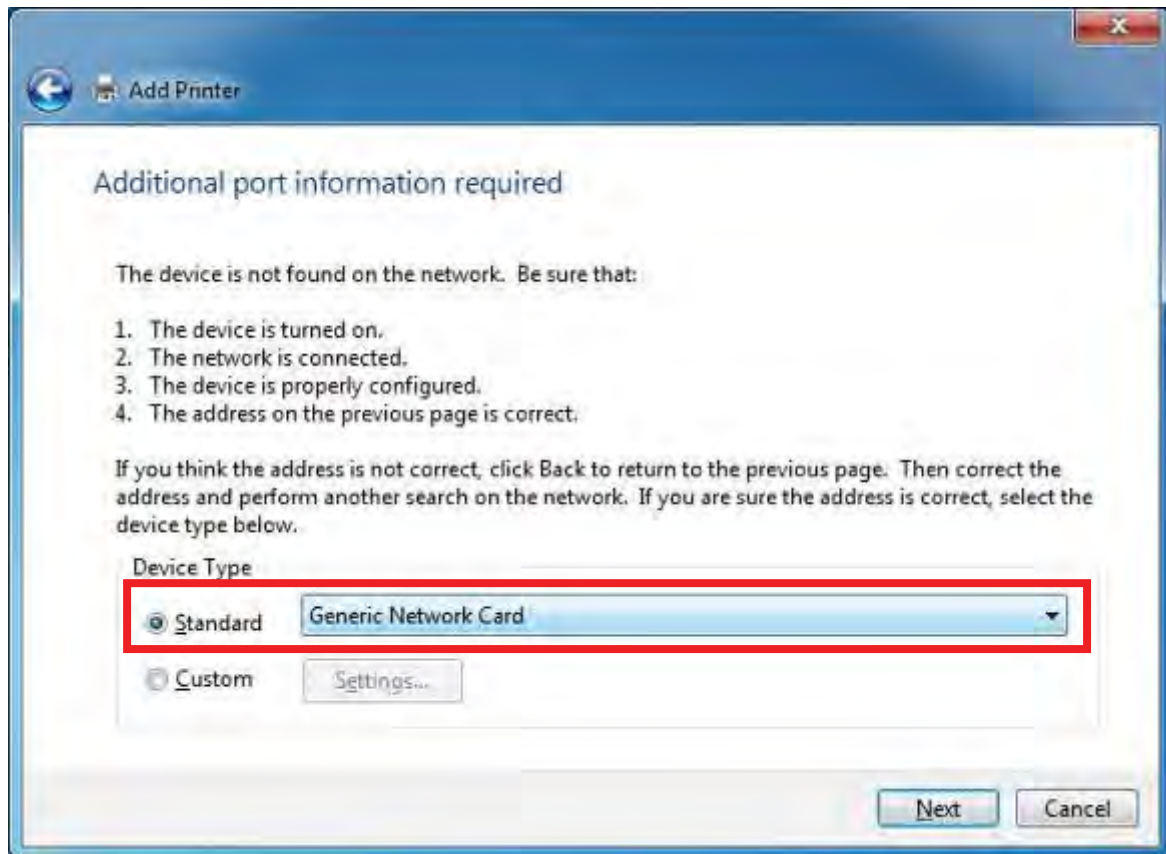 Add Printer
Additional port information required
The device is not found on the network. Be sure that:
1. The device is turned on.
2. The network is connected.
3. The device is properly configured.
4. The address on the previous page is correct.
If you think the address is not correct, click Back to return to the previous page. Then correct the
address and perform another search on the network. If you are sure the address is correct, select the
device type below.
Device Type
Standard Generic Network Card
Custom Settings...
Next Cancel